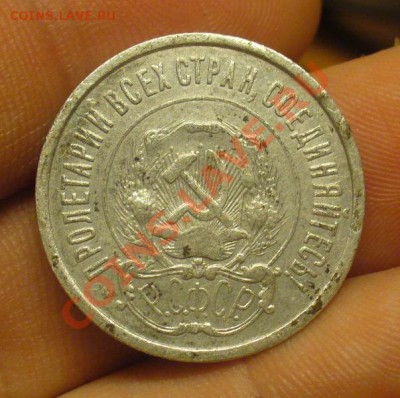 COINS.LAVE.RU
ПРОЛЕТАРИИ ВСЕХ СТРАН, СОЕДИНЯЙТЕСЬ!
Р.С.Ф.С.Р.
COINS.LAVE.RU